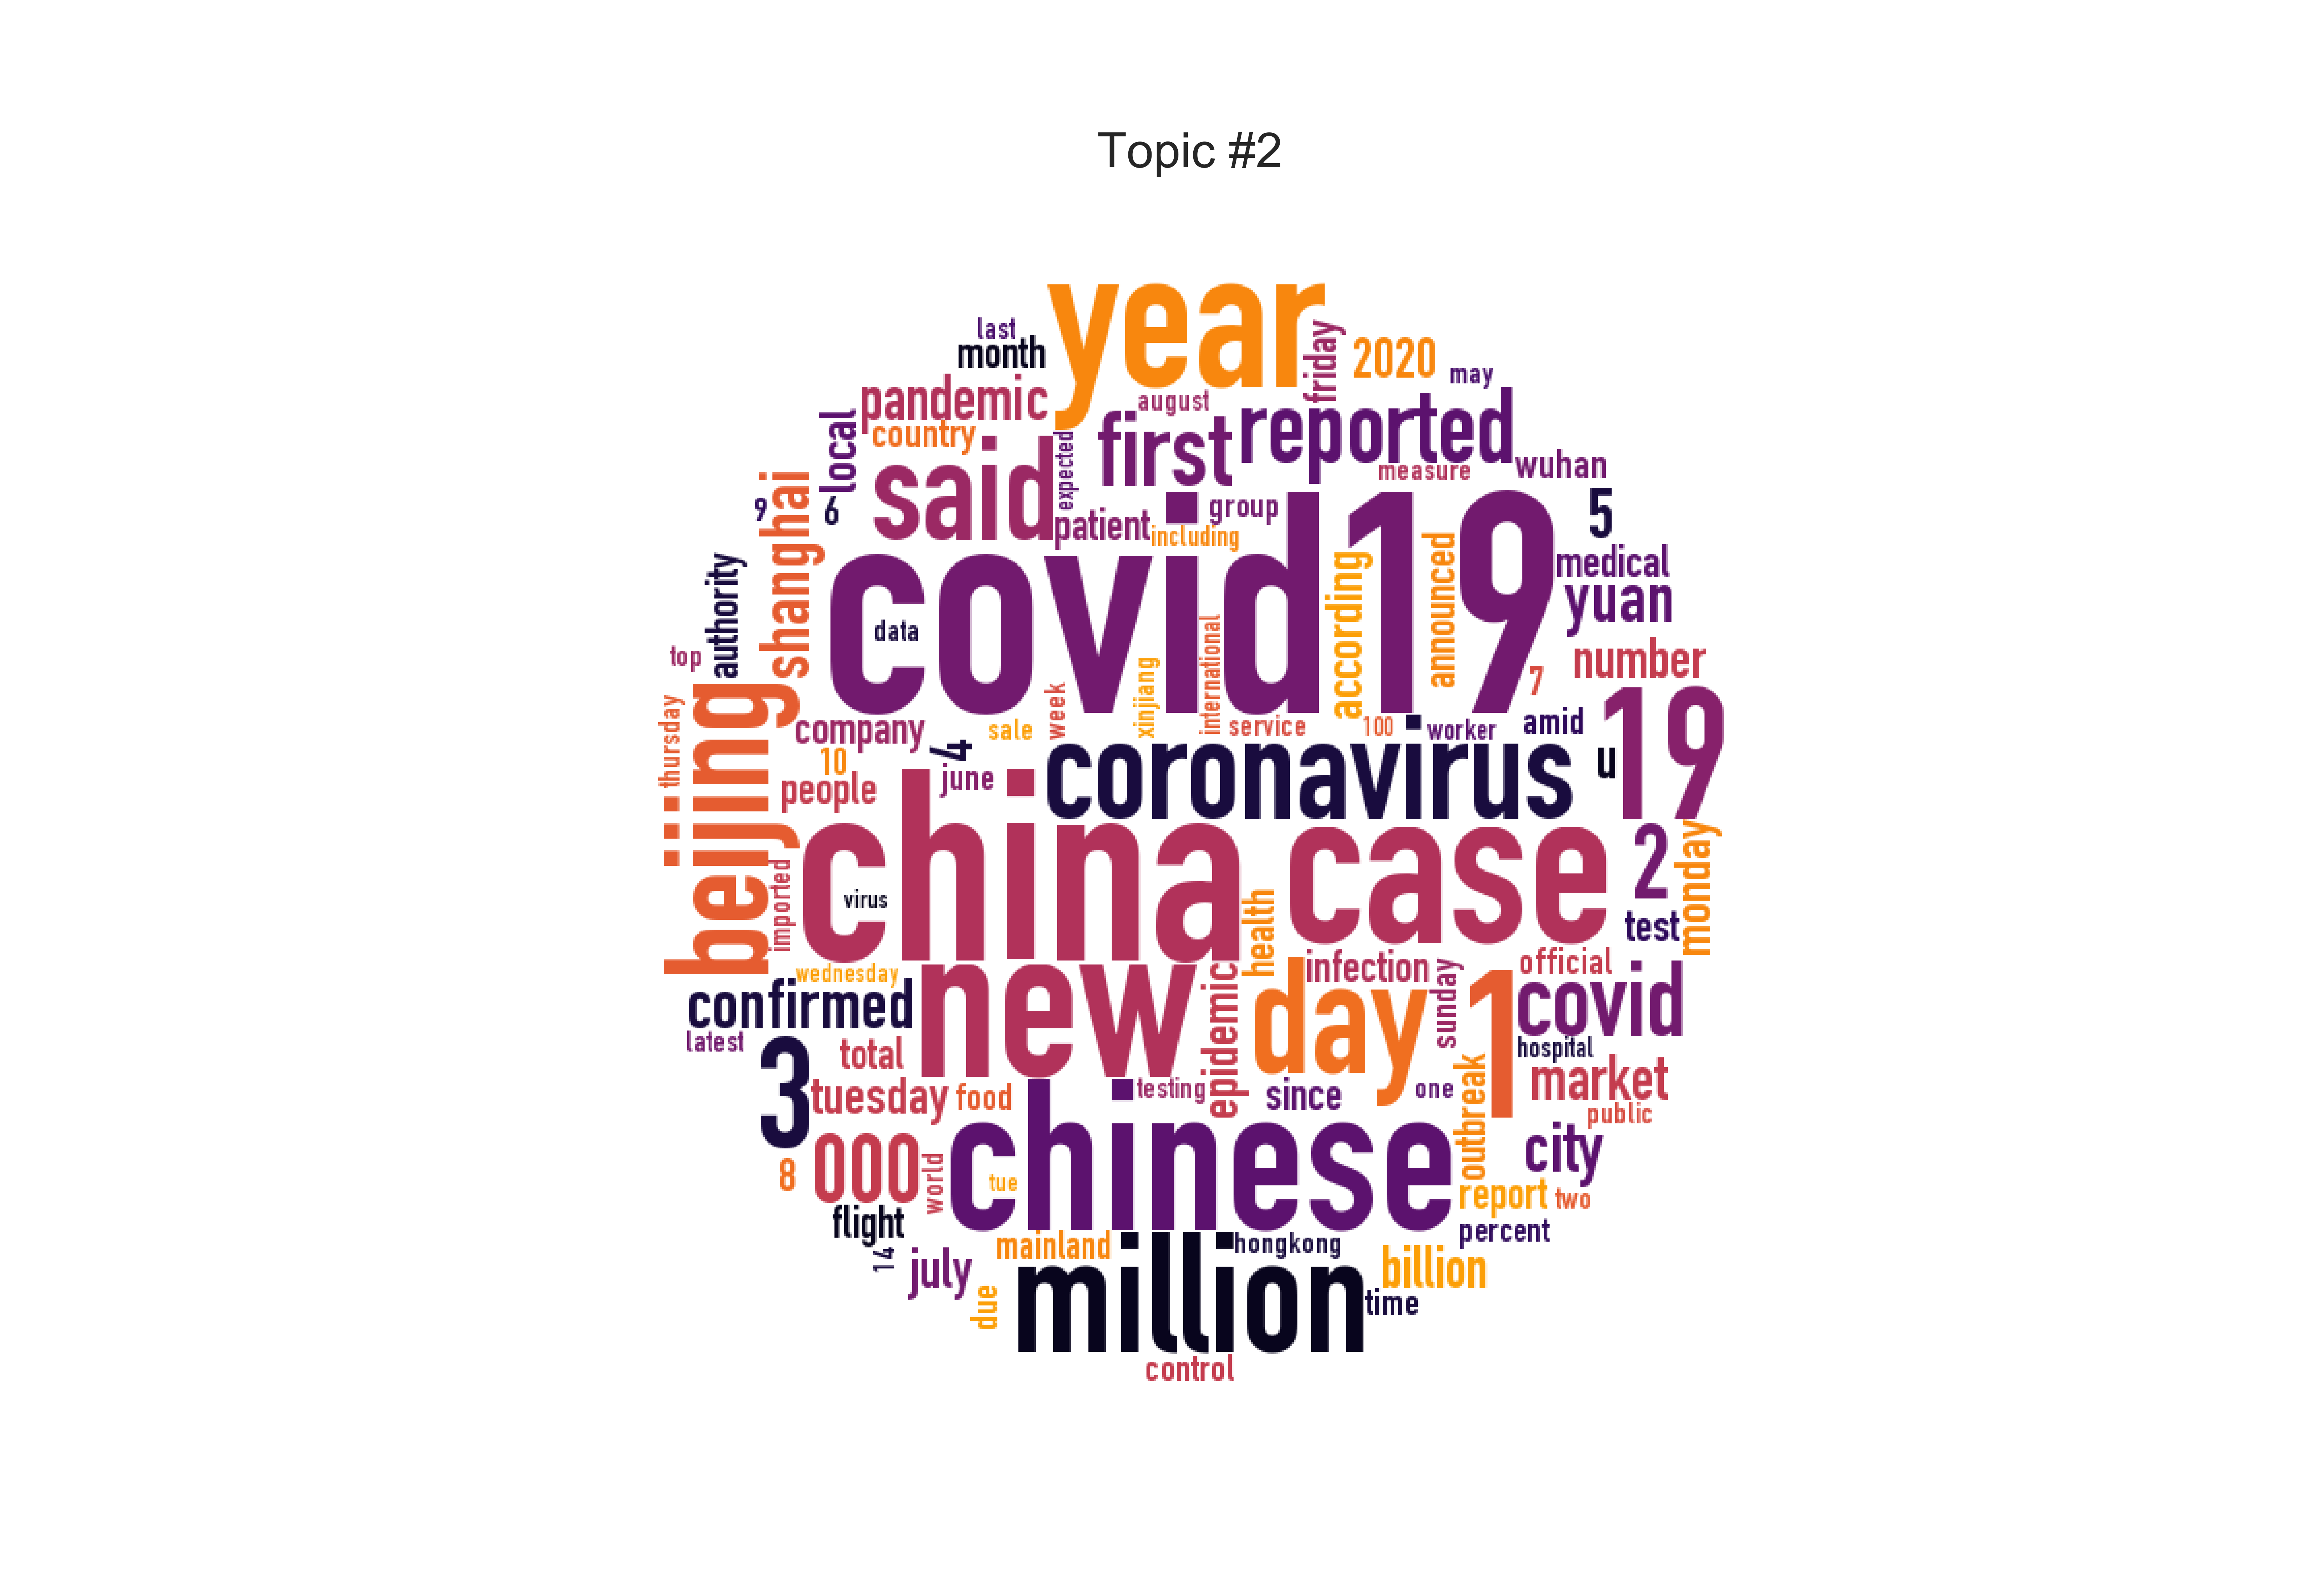 Topic #2
year
last
month
friday
2020
may
pandemic
august
country
local
expected
first
reported
said
measure
wuhan
9
6
shanghai
patient
group
including
5
covid19
according
announced
medical
yuan
authority
data
top
international
xinjiang
number
7
thursday
beijing
company
sale
week
service
100
worker
amid
19
10
4
june
people
coronavirus
u
china
case
2
monday
imported
virus
health
test
wednesday
new
infection
official
confirmed
epidemic
day
sunday
1
covid
latest
total
hospital
3
tuesday
food
testing
since
one
outbreak
market
public
8
000
world
chinese
tue
city
report
two
flight
percent
14
mainland
hongkong
july
billion
due
million
time
control